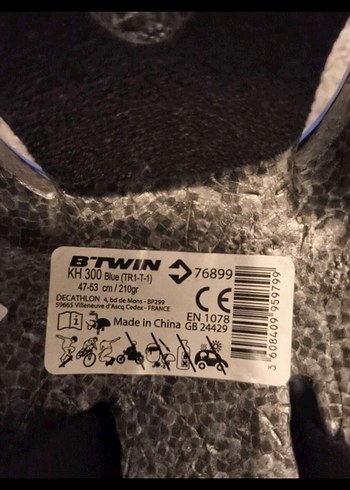 B'TWIN
KH 300 Blue (TR1-T-1)
47-53 cm / 210gr
76899
DECATHLON 4, bd de Mons - BP299
59665 Villeneuve d'Ascq Cedex - FRANCE
CE
EN 1078
GB 24429
Made in China
3 608409 959799